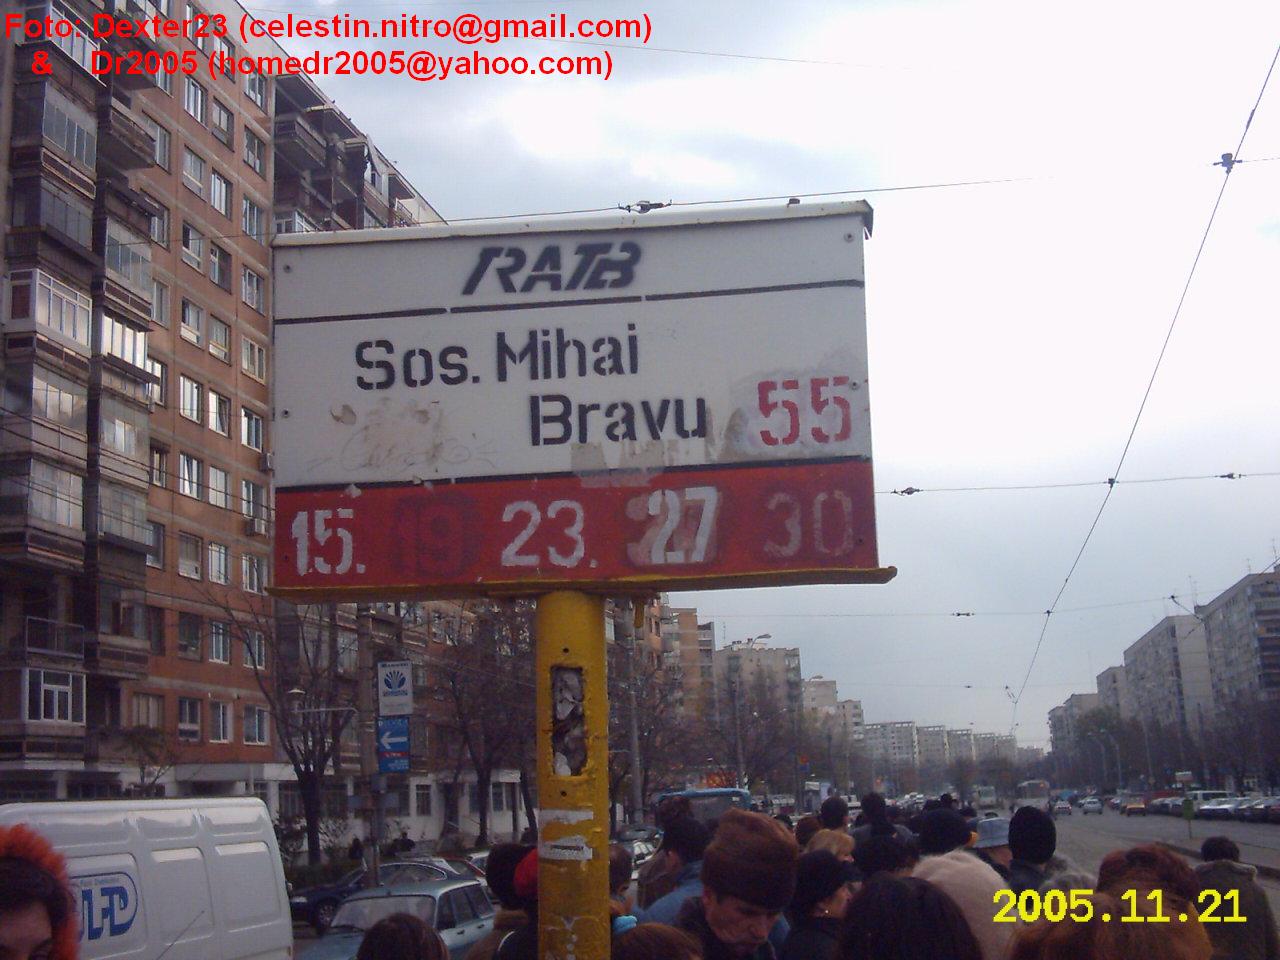 Foto: Dexter23 (celestin.nitro@gmail.com)
& Dr2005 (homedr2005@yahoo.com)
RATB
Sos. Mihai
Bravu 55
15. 19 23. 27 30
2005.11.21